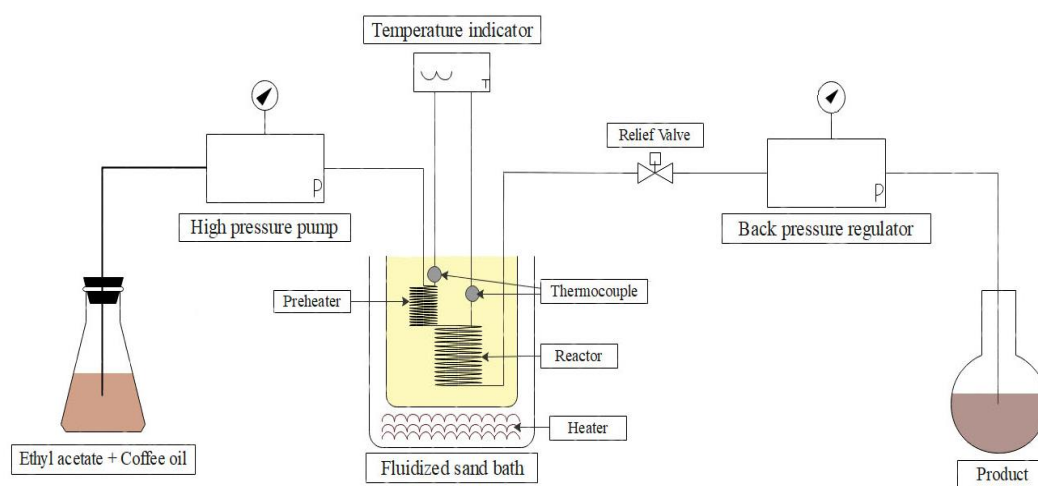 Temperature indicator
T
Relief Valve
P
P
High pressure pump
Back pressure regulator
Preheater
Thermocouple
Reactor
Heater
Ethyl acetate + Coffee oil
Fluidized sand bath
Product